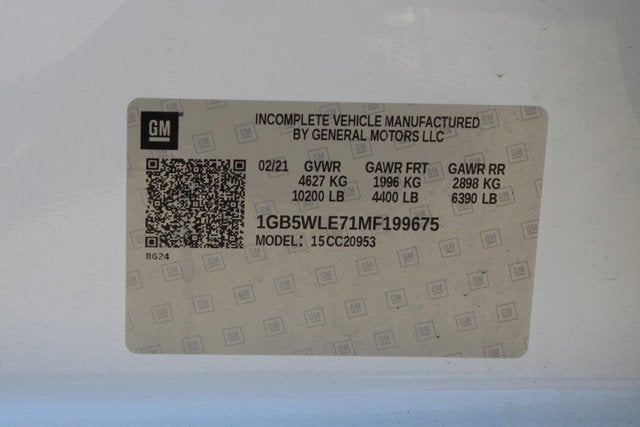 GM
INCOMPLETE VEHICLE MANUFACTURED
BY GENERAL MOTORS LLC
02/21 GVWR GAWR FRT GAWR RR
4627 KG 1996 KG 2898 KG
10200 LB 4400 LB 6390 LB
1GB5WLE71MF199675
MODEL: 15CC20953
8624